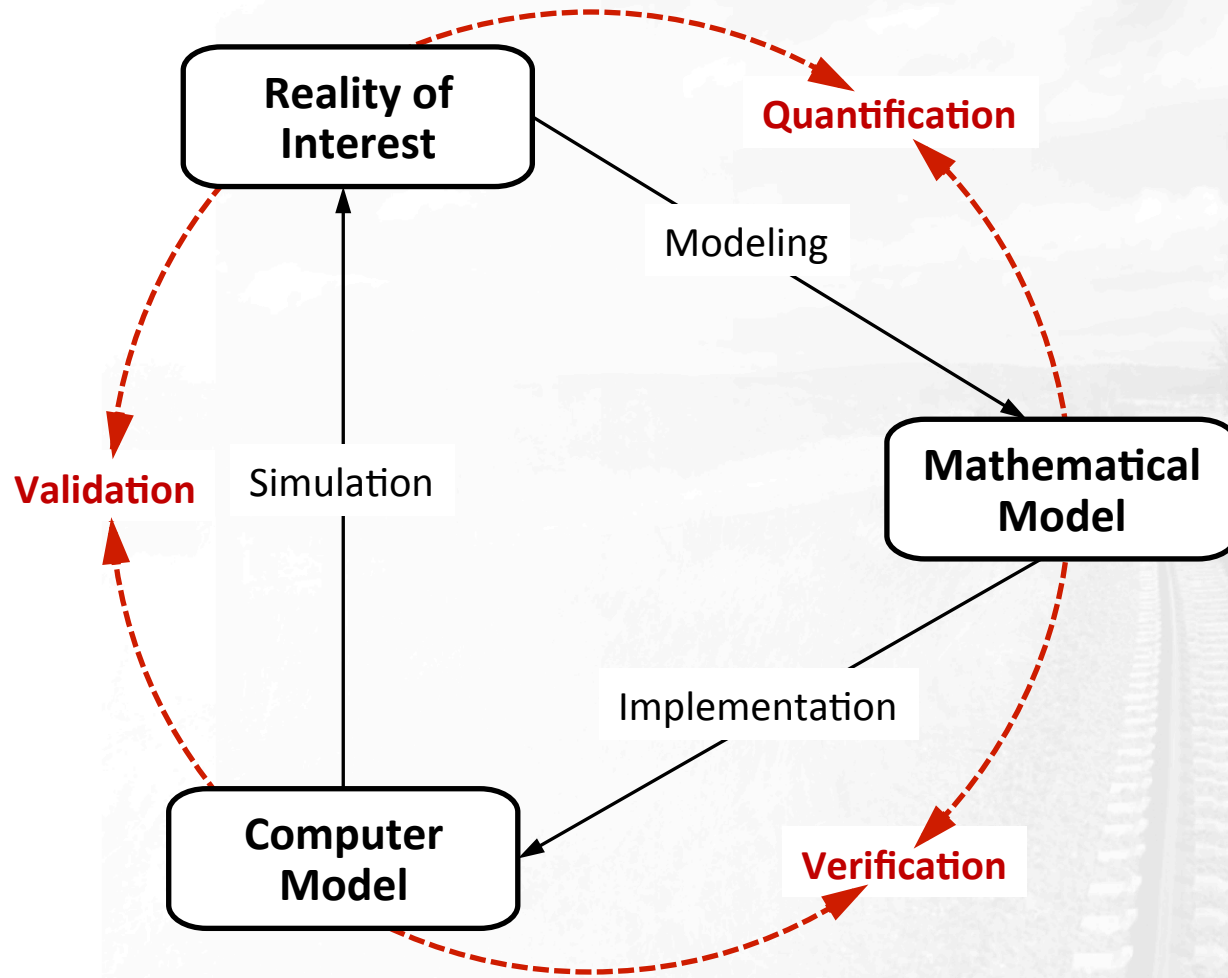 Reality of
Interest
Quantification
Modeling
Mathematical
Model
Validation
Simulation
Implementation
Computer
Model
Verification